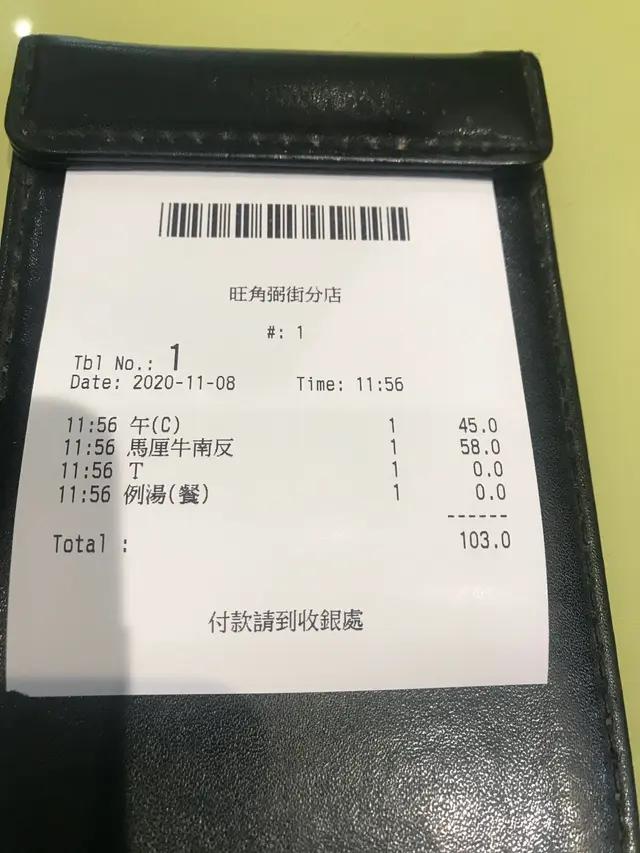 旺角弼街分店
#: 1
Tbl No.: 1
Date: 2020-11-08 Time: 11:56
11:56 午(C) 1 45.0
11:56 馬厘牛南反 1 58.0
11:56 T 1 0.0
11:56 例湯(餐) 1 0.0
------
Total : 103.0
付款請到收銀處